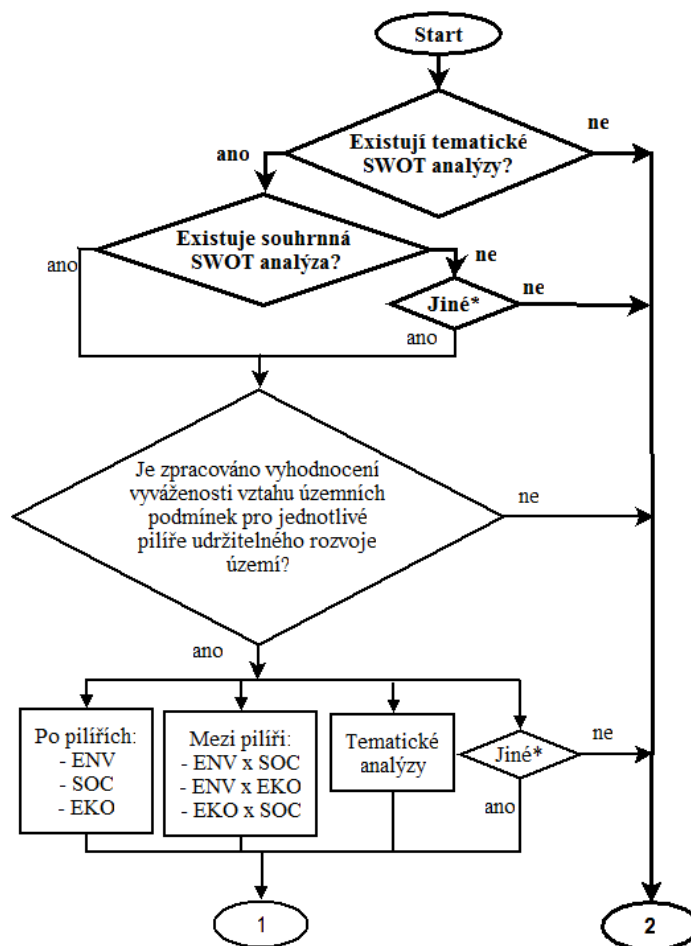 Start
Existují tematické
SWOT analýzy?
ne
ano
Existuje souhrnná
SWOT analýza?
ano
ne
Jiné*
ne
ano
Je zpracováno vyhodnocení
vyváženosti vztahu územních
podmínek pro jednotlivé
pilíře udržitelného rozvoje
území?
ne
ano
Po pilířích:
- ENV
- SOC
- EKO
Mezi pilíři:
- ENV x SOC
- ENV x EKO
- EKO x SOC
Tematické
analýzy
Jiné*
ne
ano
1
2